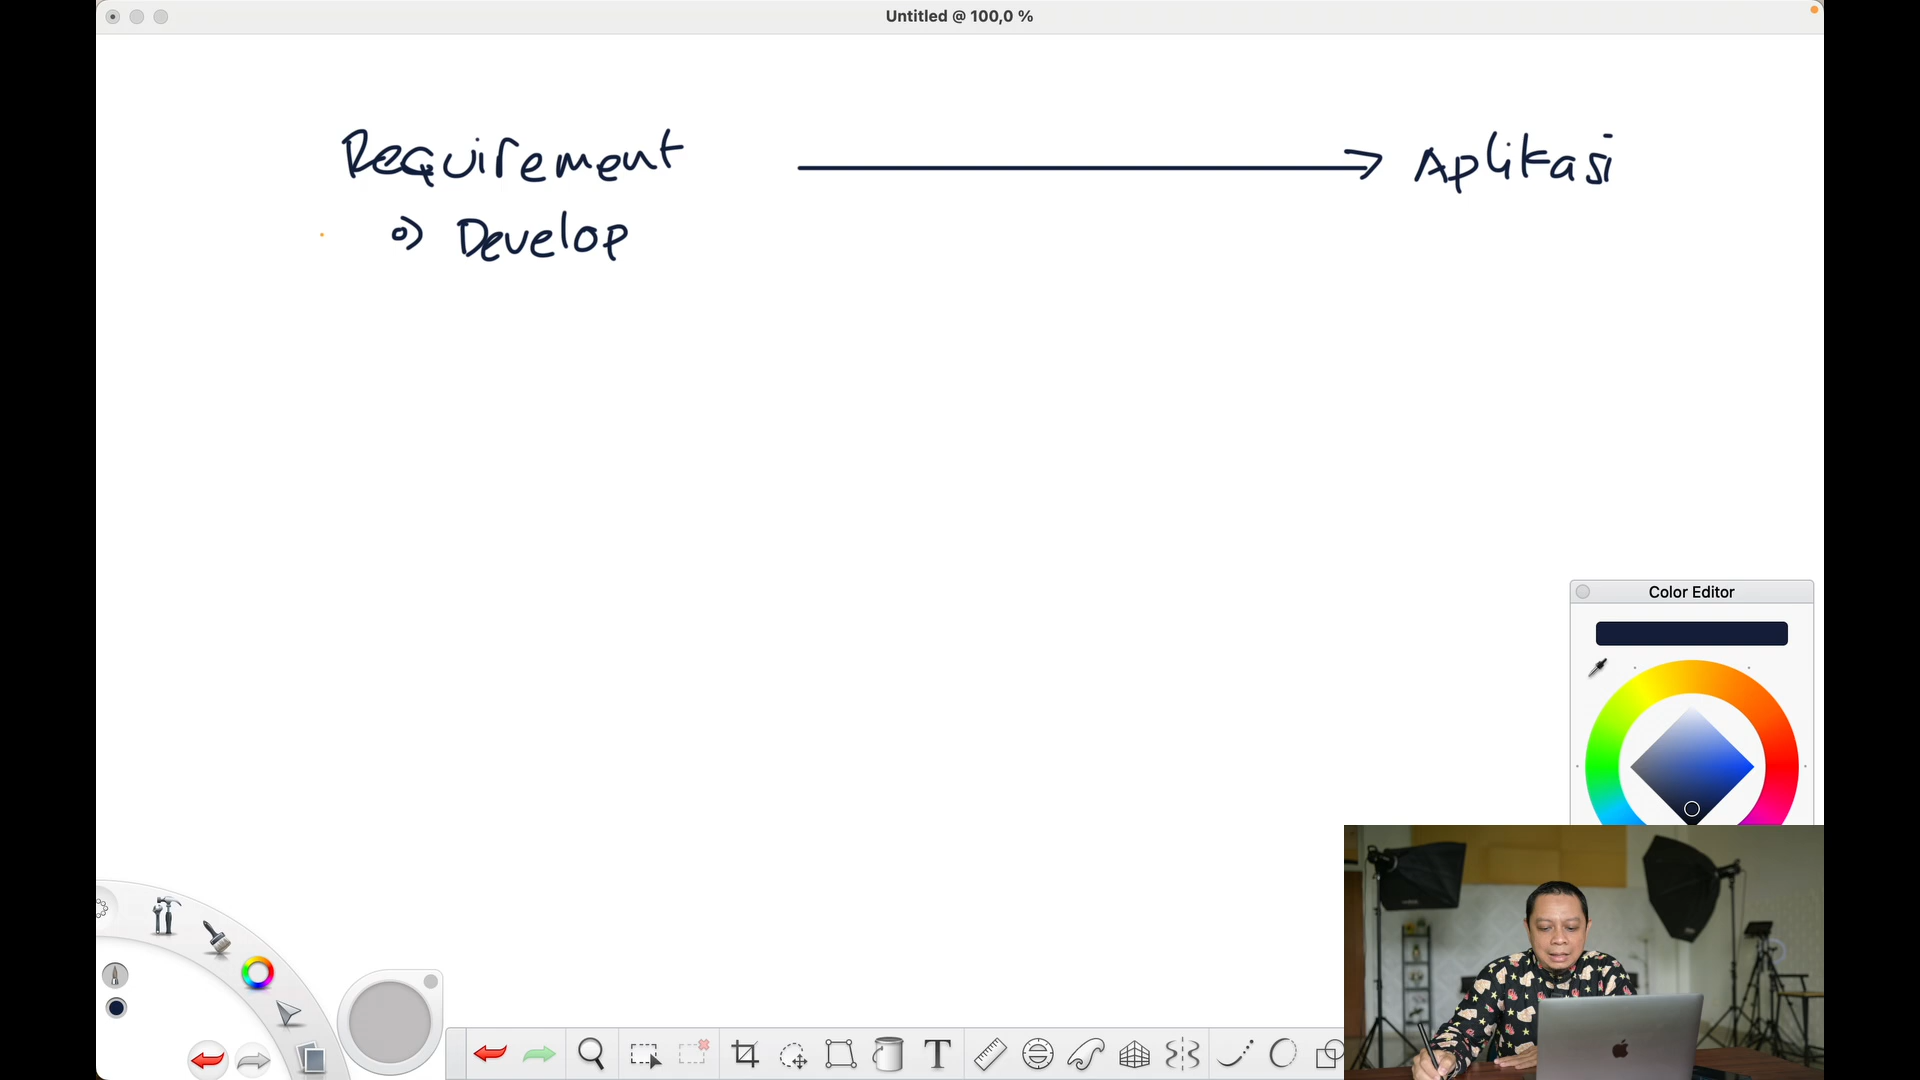 Untitled @ 100,0 %
Requirement
Aplikasi
Develop
Color Editor
T